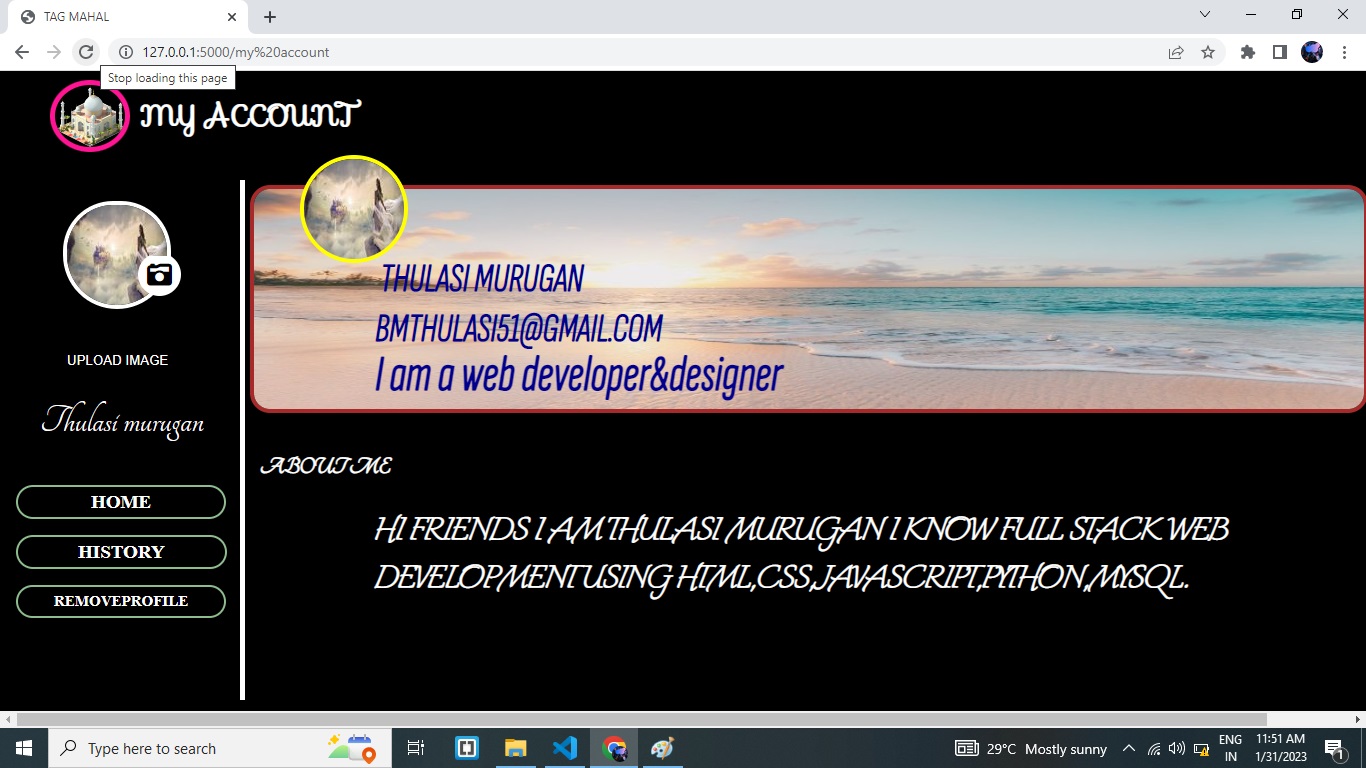 TAG MAHAL
127.0.0.1:5000/my%20account
Stop loading this page
MY ACCOUNT
THULASI MURUGAN
BMTHULASI51@GMAIL.COM
I am a web developer&designer
UPLOAD IMAGE
Thulasi murugan
HOME
HISTORY
REMOVEPROFILE
ABOUT ME
HI FRIENDS I AM THULASI MURUGAN I KNOW FULL STACK WEB
DEVELOPMENT USING HTML,CSS,JAVASCRIPT,PYTHON,MYSQL.
Type here to search
29°C Mostly sunny
ENG
IN
11:51 AM
1/31/2023
1